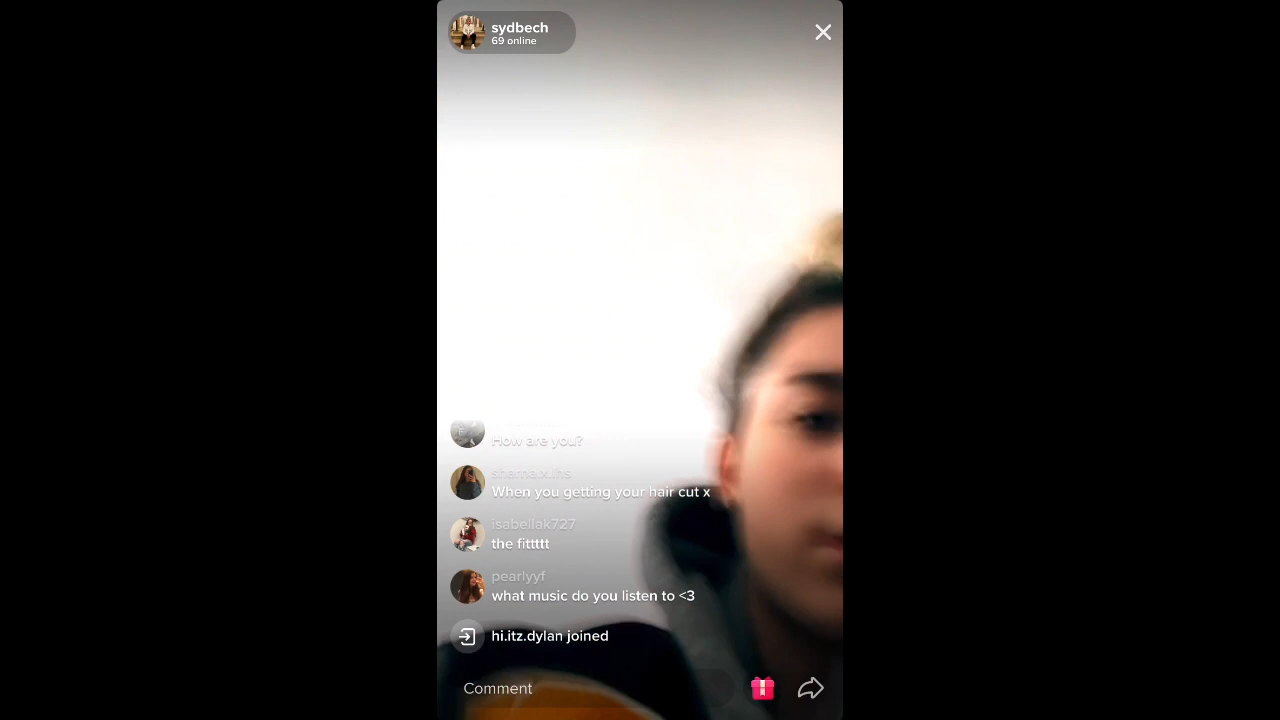 sydbech
69 online
How are you?
When you getting your hair cut x
isabellak727
the fittttt
pearlyyf
what music do you listen to <3
hi.itz.dylan joined
Comment